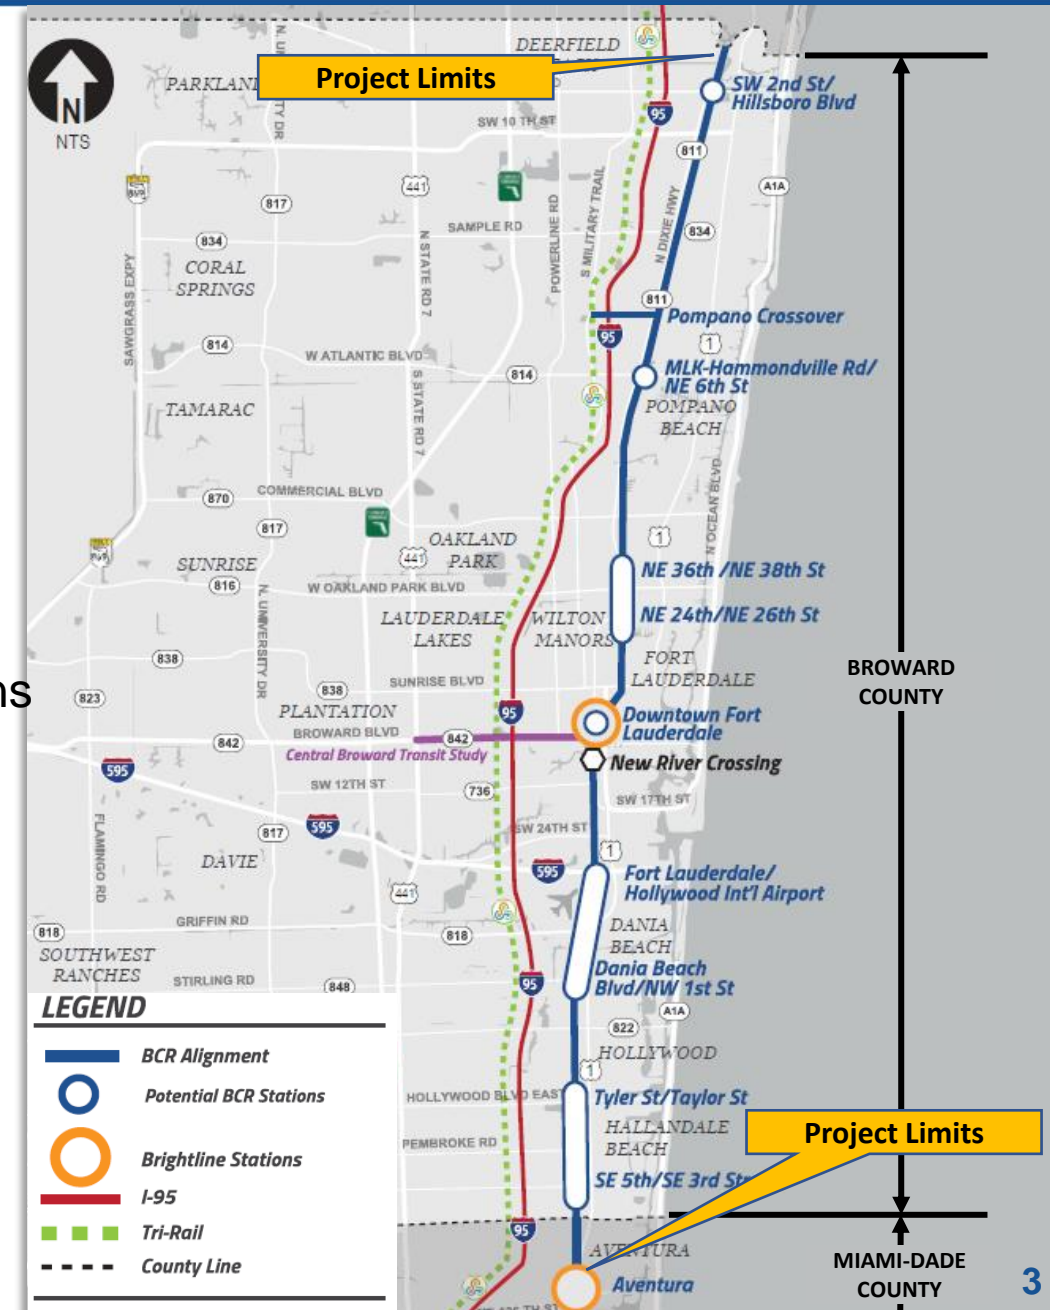 Project Limits
N
NTS
DEERFIELD
PARKLAND
SW 2nd St/
Hillsboro Blvd
SW 10 TH ST
95
811
A1A
441
817
869
SAMPLE RD
834
834
CORAL
SPRINGS
SAWGRASS EXPY
N STATE RD 7
POWERLINE RD
S MILITARY TRAIL
N DIXIE HWY
811
Pompano Crossover
95
1
814
W ATLANTIC BLVD
814
MLK-Hammondville Rd/
NE 6th St
TAMARAC
S STATE RD 7
POMPANO
BEACH
N OCEAN BLVD
870
COMMERCIAL BLVD
817
1
OAKLAND
PARK
441
SUNRISE
816
W OAKLAND PARK BLVD
NE 36th /NE 38th St
NE 24th/NE 26th St
N. UNIVERSITY DR
LAUDERDALE
LAKES
WILTON
MANORS
838
FORT
LAUDERDALE
BROWARD
COUNTY
ns
823
838
SUNRISE BLVD
PLANTATION
95
BROWARD BLVD
842
842
Downtown Fort
Lauderdale
Central Broward Transit Study
New River Crossing
595
SW 12TH ST
736
SW 17TH ST
FLAMINGO RD
817
595
SW 24TH ST
1
DAVIE
595
Fort Lauderdale/
Hollywood Int'l Airport
441
GRIFFIN RD
818
818
DANIA
BEACH
SOUTHWEST
RANCHES
STIRLING RD
848
95
Dania Beach
Blvd/NW 1st St
A1A
822
HOLLYWOOD
1
HOLLYWOOD BLVD EAST
Tyler St/Taylor St
HALLANDALE
BEACH
PEMBROKE RD
SE 5th/SE 3rd St
Project Limits
95
AVENTURA
Aventura
MIAMI-DADE
COUNTY
LEGEND
BCR Alignment
Potential BCR Stations
Brightline Stations
I-95
Tri-Rail
County Line
3